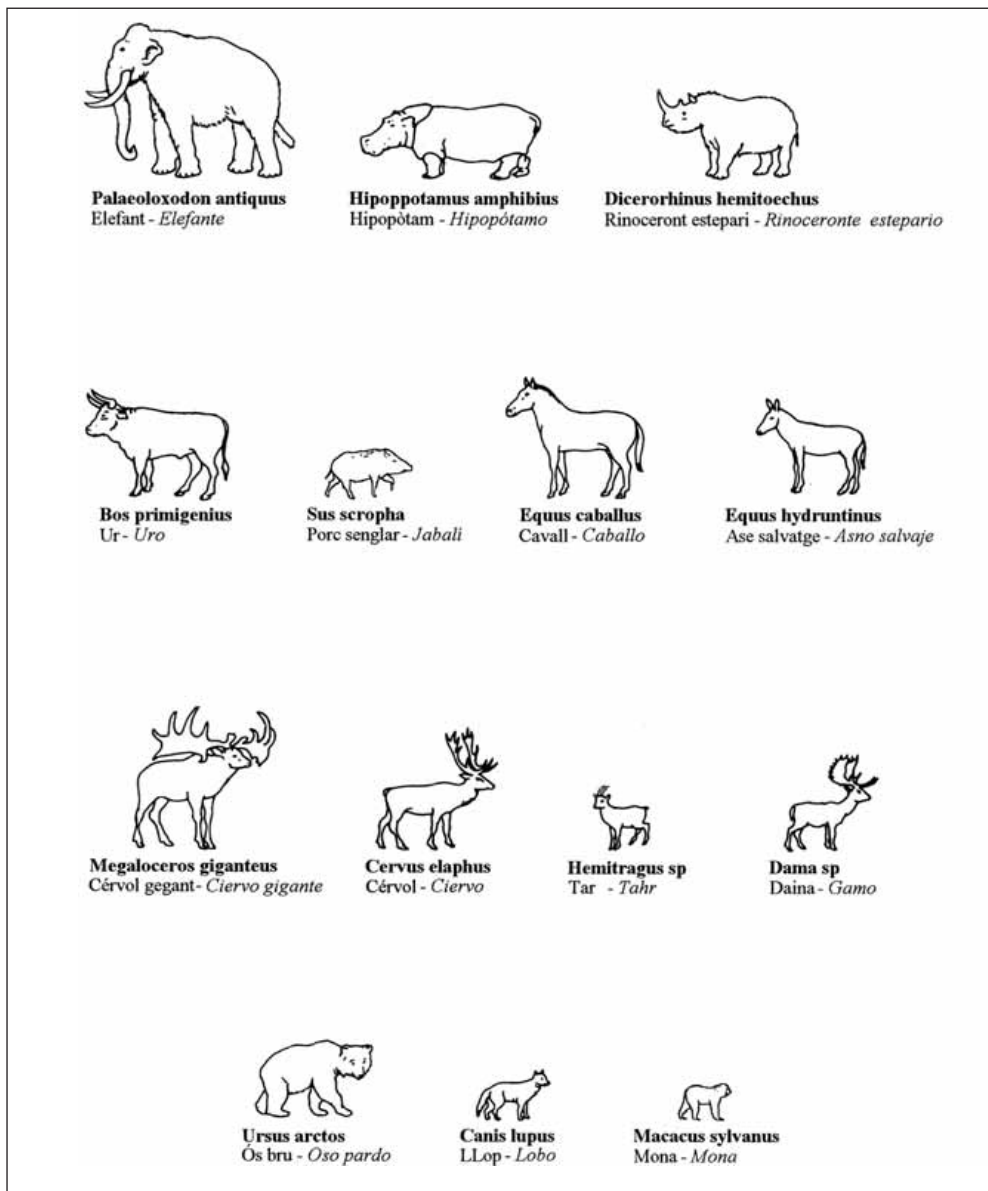 Palaeoloxodon antiquus
Elefant - Elefante
Hipoppotamus amphibius
Hipopòtam - Hipopótamo
Dicerorhinus hemitoechus
Rinoceront estepari - Rinoceronte estepario
Bos primigenius
Ur - Uro
Sus scropha
Porc senglar - Jabali
Equus caballus
Cavall - Caballo
Equus hydruntinus
Ase salvatge - Asno salvaje
Megaloceros giganteus
Cérvol gegant- Ciervo gigante
Cervus elaphus
Cérvol - Ciervo
Hemitragus sp
Tar - Tahr
Dama sp
Daina - Gamo
Ursus arctos
Ós bru - Oso pardo
Canis lupus
LLop - Lobo
Macacus sylvanus
Mona - Mona